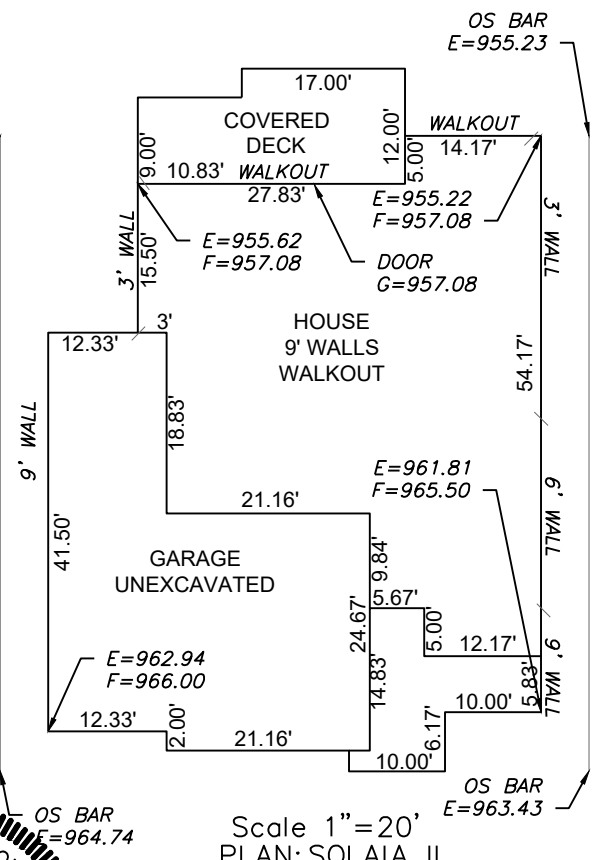 OS BAR
E=955.23
17.00'
COVERED
DECK
9.00'
12.00'
WALKOUT
5.00'
14.17'
10.83'
WALKOUT
27.83'
E=955.22
F=957.08
3' WALL
15.50'
E=955.62
F=957.08
DOOR
G=957.08
3' WALL
12.33'
3'
HOUSE
9' WALLS
WALKOUT
54.17'
18.83'
9' WALL
E=961.81
F=965.50
21.16'
6' WALL
41.50'
GARAGE
UNEXCAVATED
9.84'
5.67'
24.67'
5.00'
12.17'
9' WALL
E=962.94
F=966.00
14.83'
5.83'
12.33'
2.00'
21.16'
10.00'
6.17'
10.00'
OS BAR
E=963.43
OS BAR
E=964.74
Scale 1"=20'
PLAN: SOLAIA II